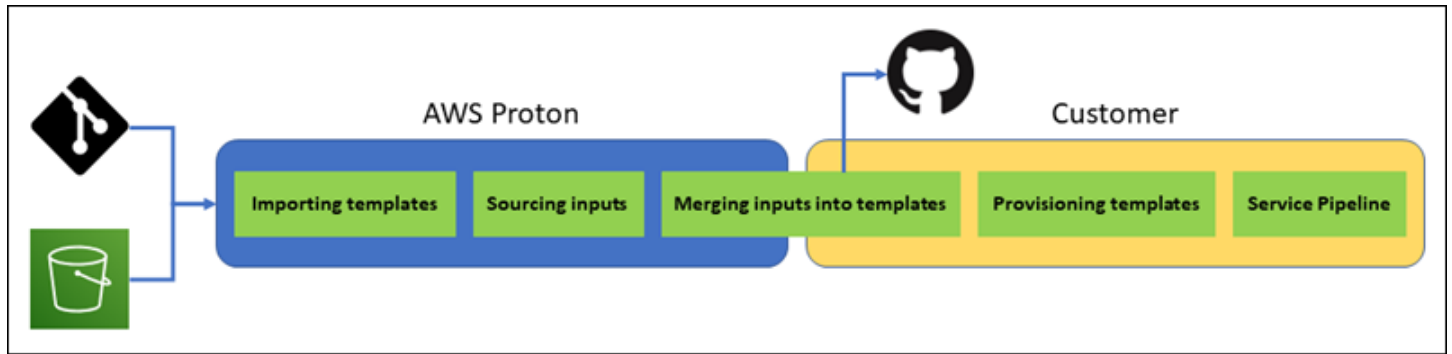 AWS Proton
Customer
Importing templates
Sourcing inputs
Merging inputs into templates
Provisioning templates
Service Pipeline